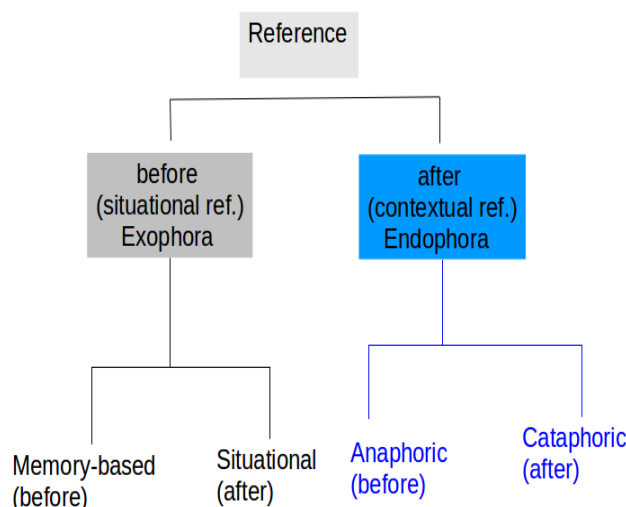 Reference
before
(situational ref.)
Exophora
after
(contextual ref.)
Endophora
Memory-based
(before)
Situational
(after)
Anaphoric
(before)
Cataphoric
(after)